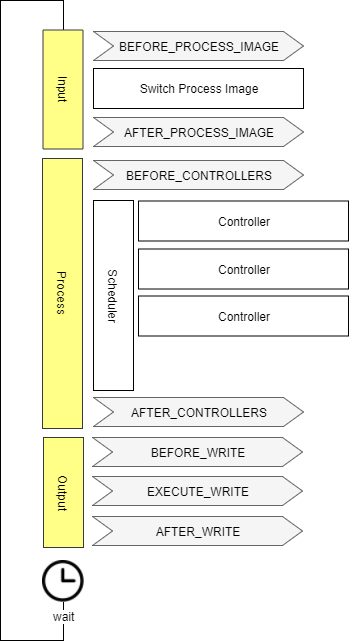 Input
BEFORE_PROCESS_IMAGE
Switch Process Image
AFTER_PROCESS_IMAGE
Process
BEFORE_CONTROLLERS
Scheduler
Controller
Controller
Controller
AFTER_CONTROLLERS
Output
BEFORE_WRITE
EXECUTE_WRITE
AFTER_WRITE
wait